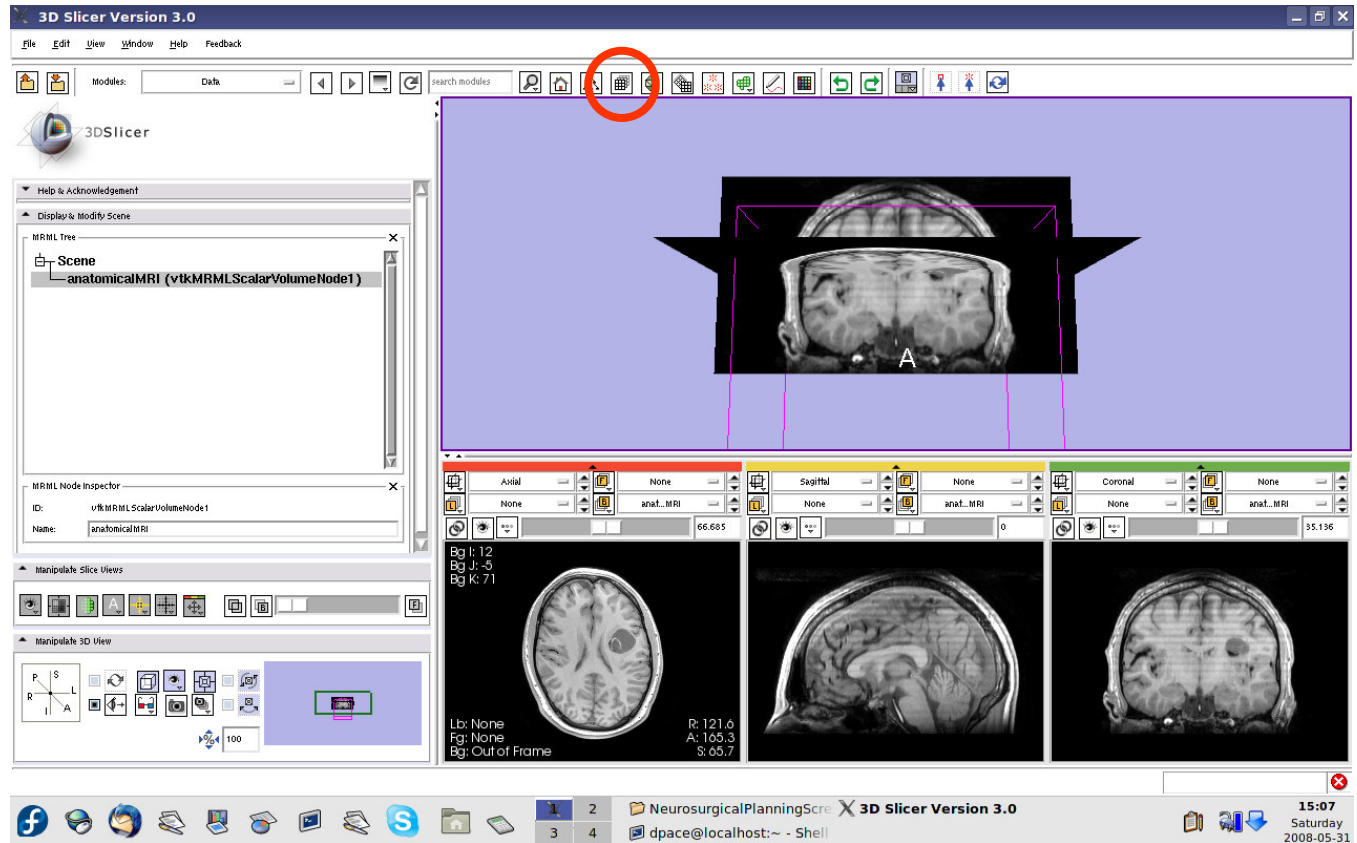 3D Slicer Version 3.0
File Edit View Window Help Feedback
Modules: Data search modules
3DSlicer
Help & Acknowledgement
Display & Modify Scene
MRML Tree
Scene
anatomicalMRI (vtkMRMLScalarVolumeNode1)
MRML Node Inspector
ID: vtkMRMLScalarVolumeNode1
Name: anatomicalMRI
Manipulate Slice Views
A
B
F
Manipulate 3D View
P S
R L
I A
100
A
Axial F None
L None B anat...MRI
66.685
Sagittal F None
L None B anat...MRI
0
Coronal F None
L None B anat...MRI
35.136
Bg I: 12
Bg J: -5
Bg K: 71
Lb: None R: 121.6
Fg: None A: 165.3
Bg: Out of Frame S: 65.7
1 2
3 4
NeurosurgicalPlanningScre
3D Slicer Version 3.0
dpace@localhost:~ - Shell
15:07
Saturday
2008-05-31